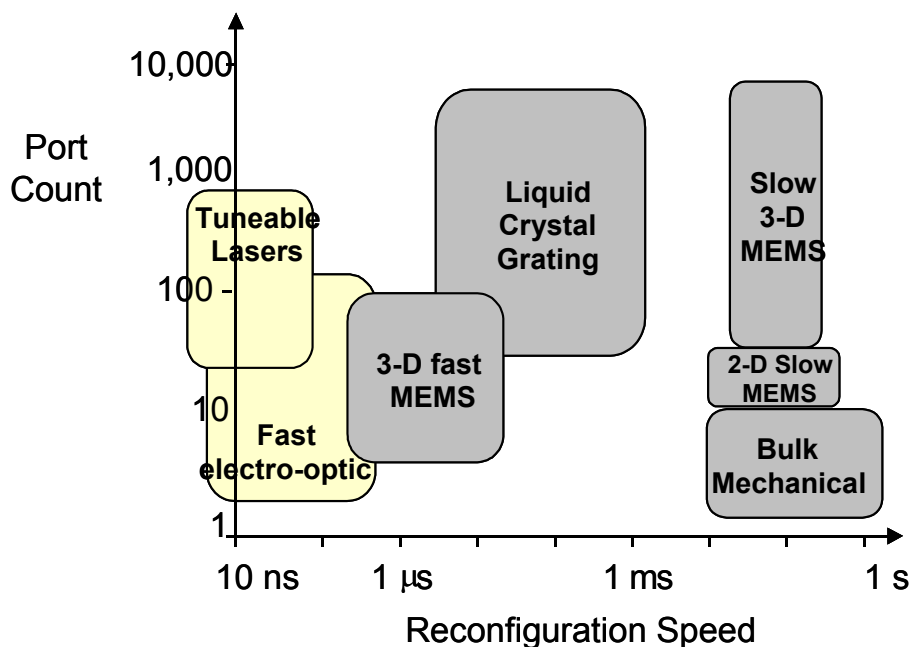 10,000
Port
Count
1,000
Tuneable
Lasers
Liquid
Crystal
Grating
Slow
3-D
MEMS
100
3-D fast
MEMS
2-D Slow
MEMS
10
Fast
electro-optic
Bulk
Mechanical
1
10 ns
1 μs
1 ms
1 s
Reconfiguration Speed